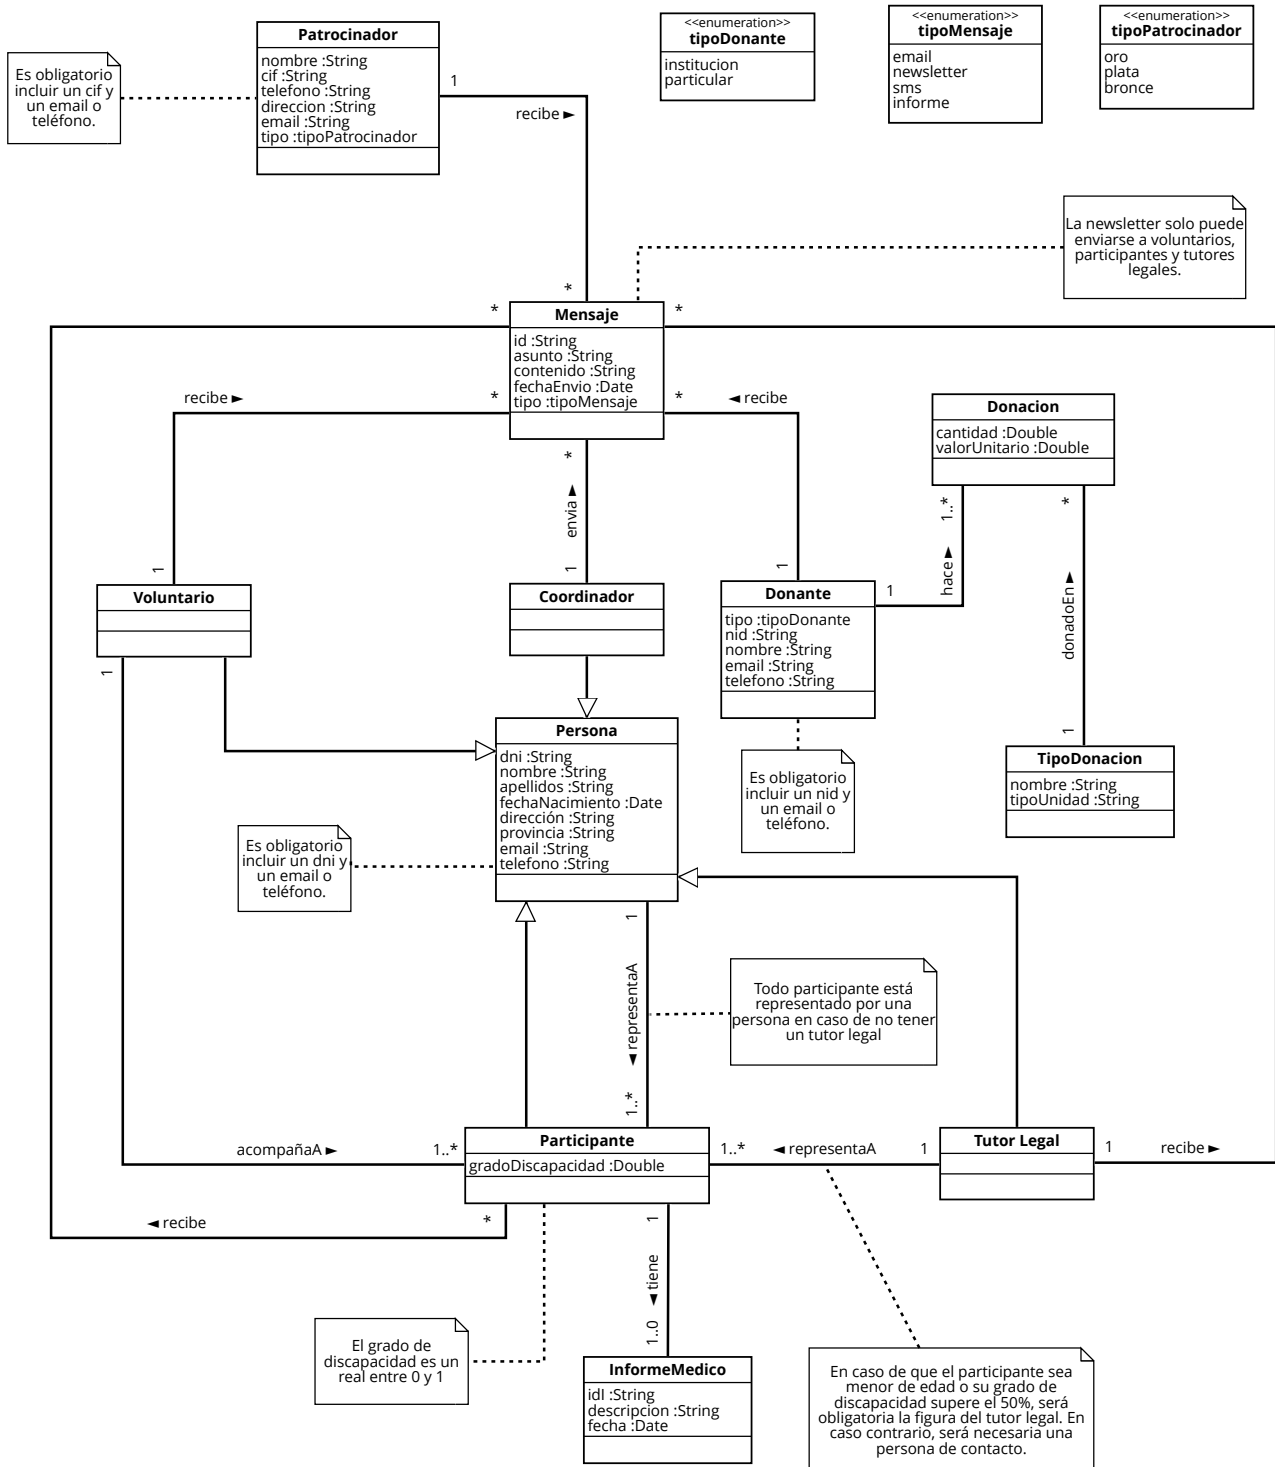 Patrocinador
nombre :String
cif :String
telefono :String
direccion :String
email :String
tipo :tipoPatrocinador
Es obligatorio
incluir un cif y
un email o
teléfono.
1
recibe ►
*
<<enumeration>>
tipoDonante
institucion
particular
<<enumeration>>
tipoMensaje
email
newsletter
sms
informe
<<enumeration>>
tipoPatrocinador
oro
plata
bronce
La newsletter solo puede
enviarse a voluntarios,
participantes y tutores
legales.
*
*
Mensaje
id :String
asunto :String
contenido :String
fechaEnvio :Date
tipo :tipoMensaje
recibe ►
*
*
◄ recibe
Donacion
cantidad :Double
valorUnitario :Double
*
envia ►
1
1
1
1..*
hace ►
1
*
donadoEn ►
1
Voluntario
1
Coordinador
Donante
tipo :tipoDonante
nid :String
nombre :String
email :String
telefono :String
Persona
dni :String
nombre :String
apellidos :String
fechaNacimiento :Date
dirección :String
provincia :String
email :String
telefono :String
Es obligatorio
incluir un nid y
un email o
teléfono.
TipoDonacion
nombre :String
tipoUnidad :String
Es obligatorio
incluir un dni y
un email o
teléfono.
1
◄ representaA
1..*
Todo participante está
representado por una
persona en caso de no tener
un tutor legal
acompañaA ►
1..*
Participante
gradoDiscapacidad :Double
1..*
◄ representaA
1
Tutor Legal
1
recibe ►
◄ recibe
*
1
◄ tiene
1..0
El grado de
discapacidad es un
real entre 0 y 1
InformeMedico
idI :String
descripcion :String
fecha :Date
En caso de que el participante sea
menor de edad o su grado de
discapacidad supere el 50%, será
obligatoria la figura del tutor legal. En
caso contrario, será necesaria una
persona de contacto.